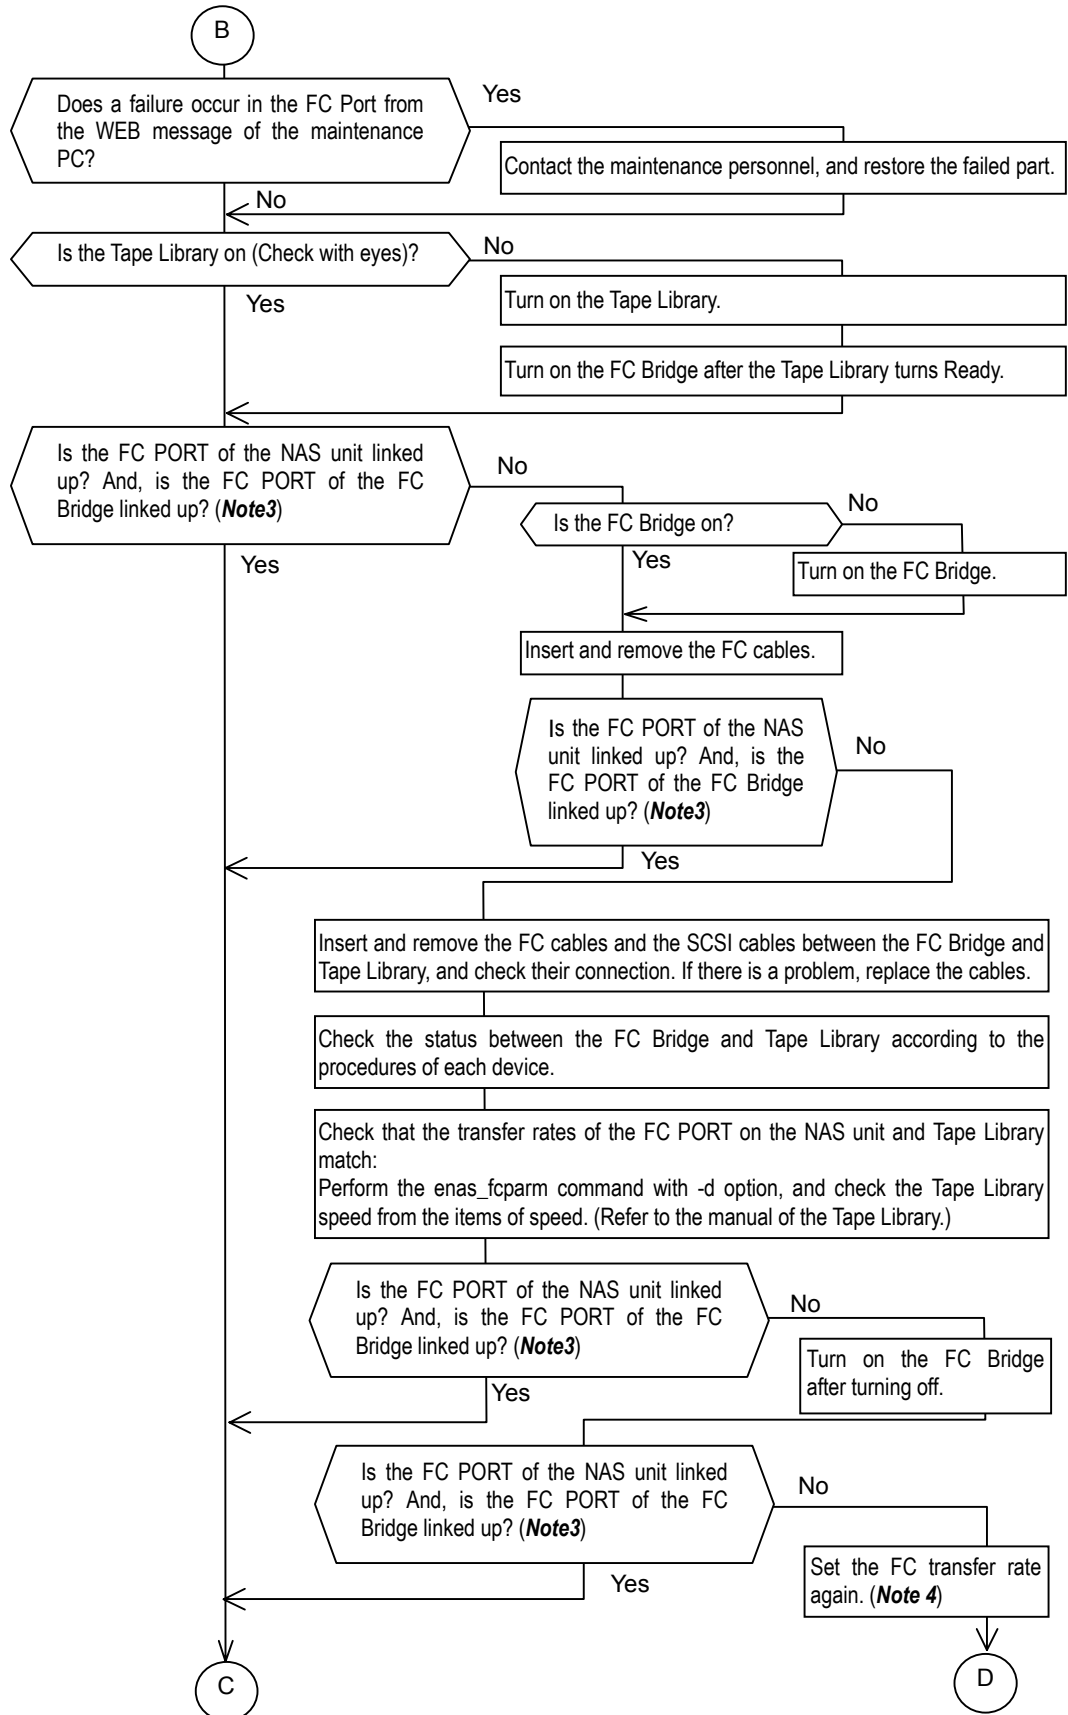 B
Does a failure occur in the FC Port from
the WEB message of the maintenance
PC?
Yes
Contact the maintenance personnel, and restore the failed part.
No
Is the Tape Library on (Check with eyes)?
No
Yes
Turn on the Tape Library.
Turn on the FC Bridge after the Tape Library turns Ready.
Is the FC PORT of the NAS unit linked
up? And, is the FC PORT of the FC
Bridge linked up? (Note3)
No
Is the FC Bridge on?
No
Yes
Yes
Turn on the FC Bridge.
Insert and remove the FC cables.
Is the FC PORT of the NAS
unit linked up? And, is the
FC PORT of the FC Bridge
linked up? (Note3)
No
Yes
Insert and remove the FC cables and the SCSI cables between the FC Bridge and
Tape Library, and check their connection. If there is a problem, replace the cables.
Check the status between the FC Bridge and Tape Library according to the
procedures of each device.
Check that the transfer rates of the FC PORT on the NAS unit and Tape Library
match:
Perform the enas_fcparm command with -d option, and check the Tape Library
speed from the items of speed. (Refer to the manual of the Tape Library.)
Is the FC PORT of the NAS unit linked
up? And, is the FC PORT of the FC
Bridge linked up? (Note3)
No
Turn on the FC Bridge
after turning off.
Yes
Is the FC PORT of the NAS unit linked
up? And, is the FC PORT of the FC
Bridge linked up? (Note3)
No
Yes
Set the FC transfer rate
again. (Note 4)
C
D